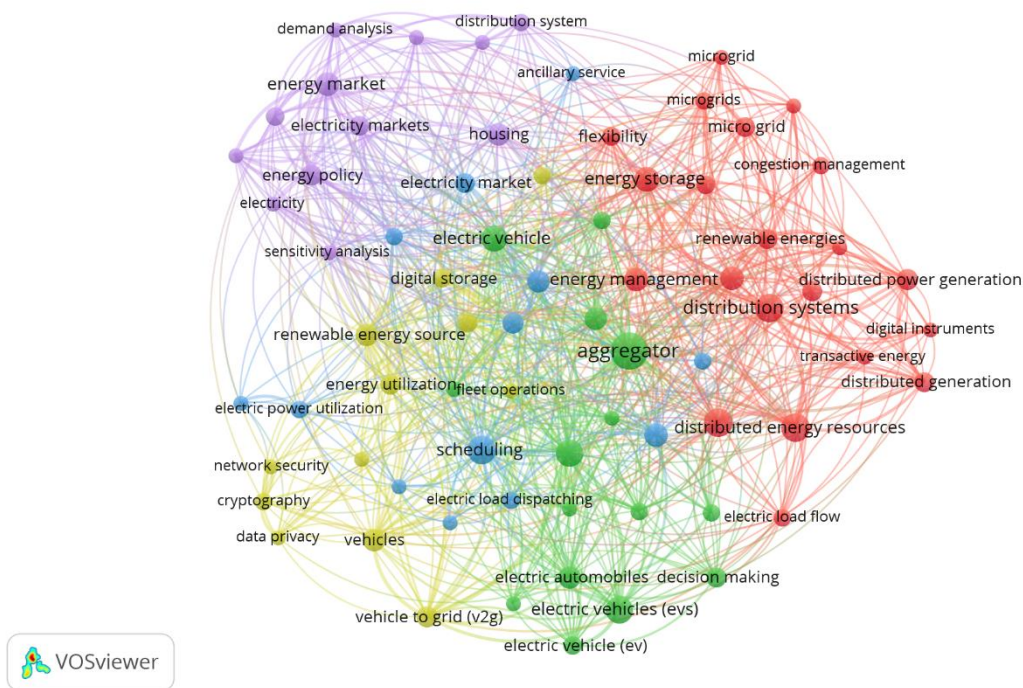 demand analysis
distribution system
energy market
ancillary service
microgrid
microgrids
electricity markets
housing
flexibility
micro grid
congestion management
energy policy
electricity market
energy storage
electricity
electric vehicle
renewable energies
sensitivity analysis
digital storage
energy management
distributed power generation
distribution systems
renewable energy source
digital instruments
aggregator
transactive energy
energy utilization
fleet operations
distributed generation
electric power utilization
distributed energy resources
scheduling
network security
cryptography
electric load dispatching
electric load flow
data privacy
vehicles
electric automobiles
decision making
vehicle to grid (v2g)
electric vehicles (evs)
electric vehicle (ev)
VOSviewer